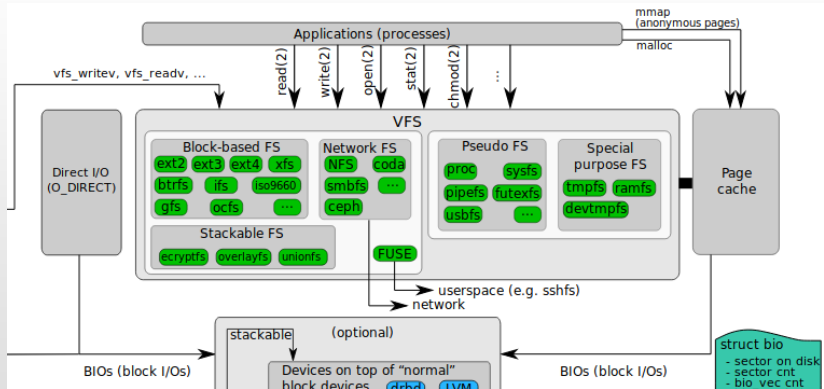 mmap
(anonymous pages)
Applications (processes)
malloc
vfs_writev, vfs_readv, ...
read(2)
write(2)
open(2)
stat(2)
chmod(2)
...
VFS
Direct I/O
(O_DIRECT)
Block-based FS
ext2 ext3 ext4 xfs
btrfs ifs iso9660
gfs ocfs ...
Network FS
NFS coda
smbfs ...
ceph
Pseudo FS
proc sysfs
pipefs futexfs
usbfs ...
Special
purpose FS
tmpfs ramfs
devtmpfs
Page
cache
Stackable FS
ecryptfs overlayfs unionfs
FUSE
userspace (e.g. sshfs)
network
stackable
(optional)
struct bio
- sector on disk
- sector cnt
- bio_vec cnt
BIOs (block I/Os)
BIOs (block I/Os)
Devices on top of “normal”
block devices drbd LVM